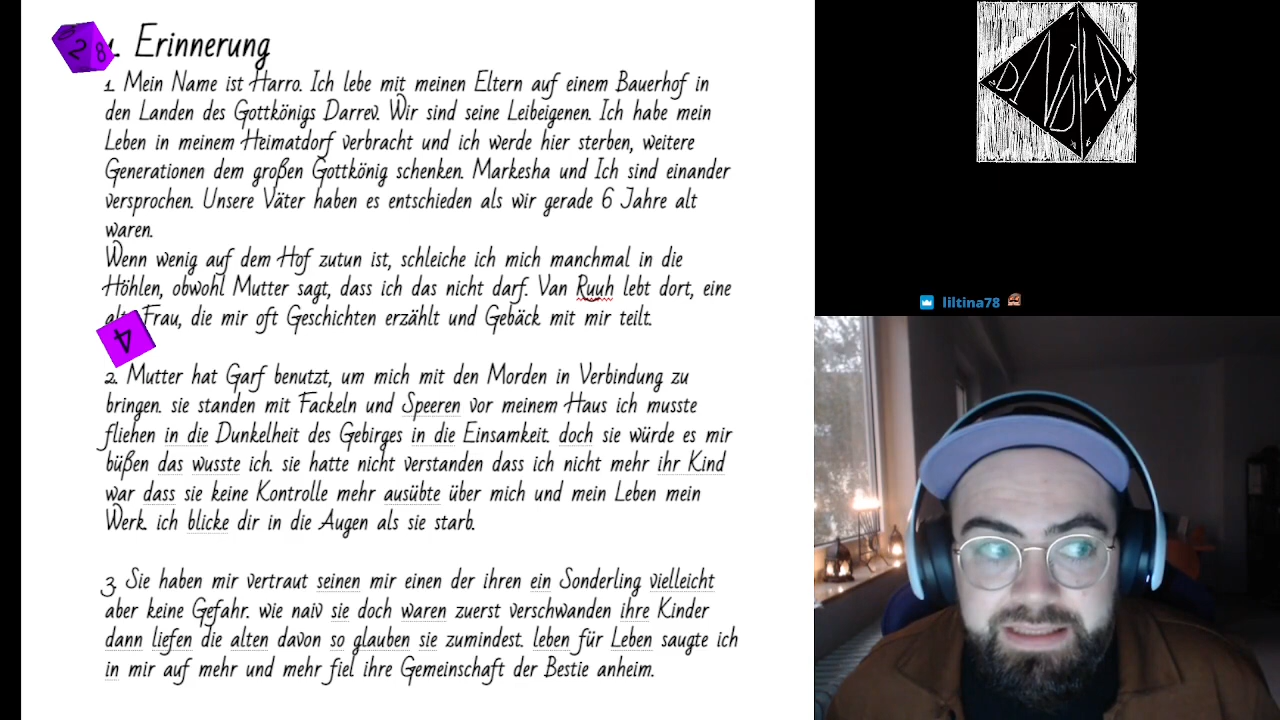 1. Erinnerung
1. Mein Name ist Harro. Ich lebe mit meinen Eltern auf einem Bauerhof in
den Landen des Gottkönigs Darrev. Wir sind seine Leibeigenen. Ich habe mein
Leben in meinem Heimatdorf verbracht und ich werde hier sterben, weitere
Generationen dem großen Gottkönig schenken. Markesha und Ich sind einander
versprochen. Unsere Väter haben es entschieden als wir gerade 6 Jahre alt
waren.
Wenn wenig auf dem Hof zutun ist, schleiche ich mich manchmal in die
Höhlen, obwohl Mutter sagt, dass ich das nicht darf. Van Ruuh lebt dort, eine
alte Frau, die mir oft Geschichten erzählt und Gebäck mit mir teilt.
2. Mutter hat Garf benutzt, um mich mit den Morden in Verbindung zu
bringen. sie standen mit Fackeln und Speeren vor meinem Haus ich musste
fliehen in die Dunkelheit des Gebirges in die Einsamkeit. doch sie würde es mir
büßen das wusste ich. sie hatte nicht verstanden dass ich nicht mehr ihr Kind
war dass sie keine Kontrolle mehr ausübte über mich und mein Leben mein
Werk. ich blicke dir in die Augen als sie starb.
3 Sie haben mir vertraut seinen mir einen der ihren ein Sonderling vielleicht
aber keine Gefahr. wie naiv sie doch waren zuerst verschwanden ihre Kinder
dann liefen die alten davon so glauben sie zumindest. leben für Leben saugte ich
in mir auf mehr und mehr fiel ihre Gemeinschaft der Bestie anheim.
2 8
4
liltina78